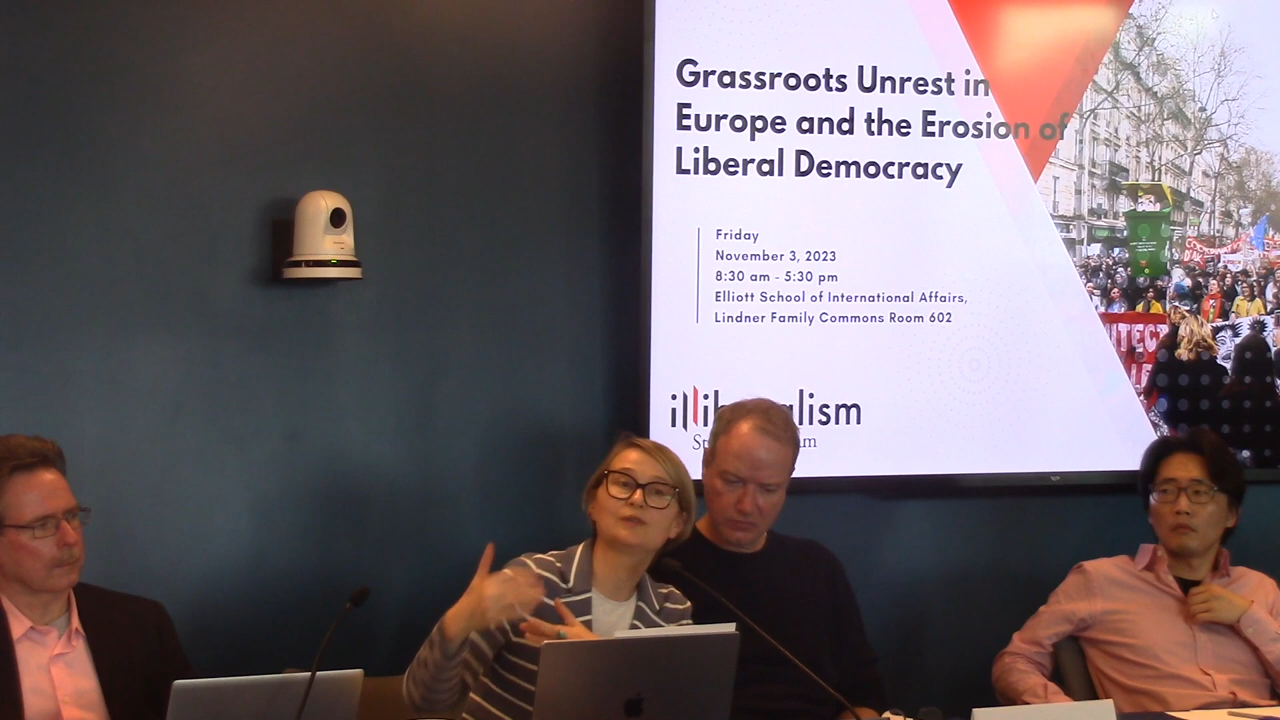 Grassroots Unrest in
Europe and the Erosion of
Liberal Democracy
Friday
November 3, 2023
8:30 am - 5:30 pm
Elliott School of International Affairs,
Lindner Family Commons Room 602